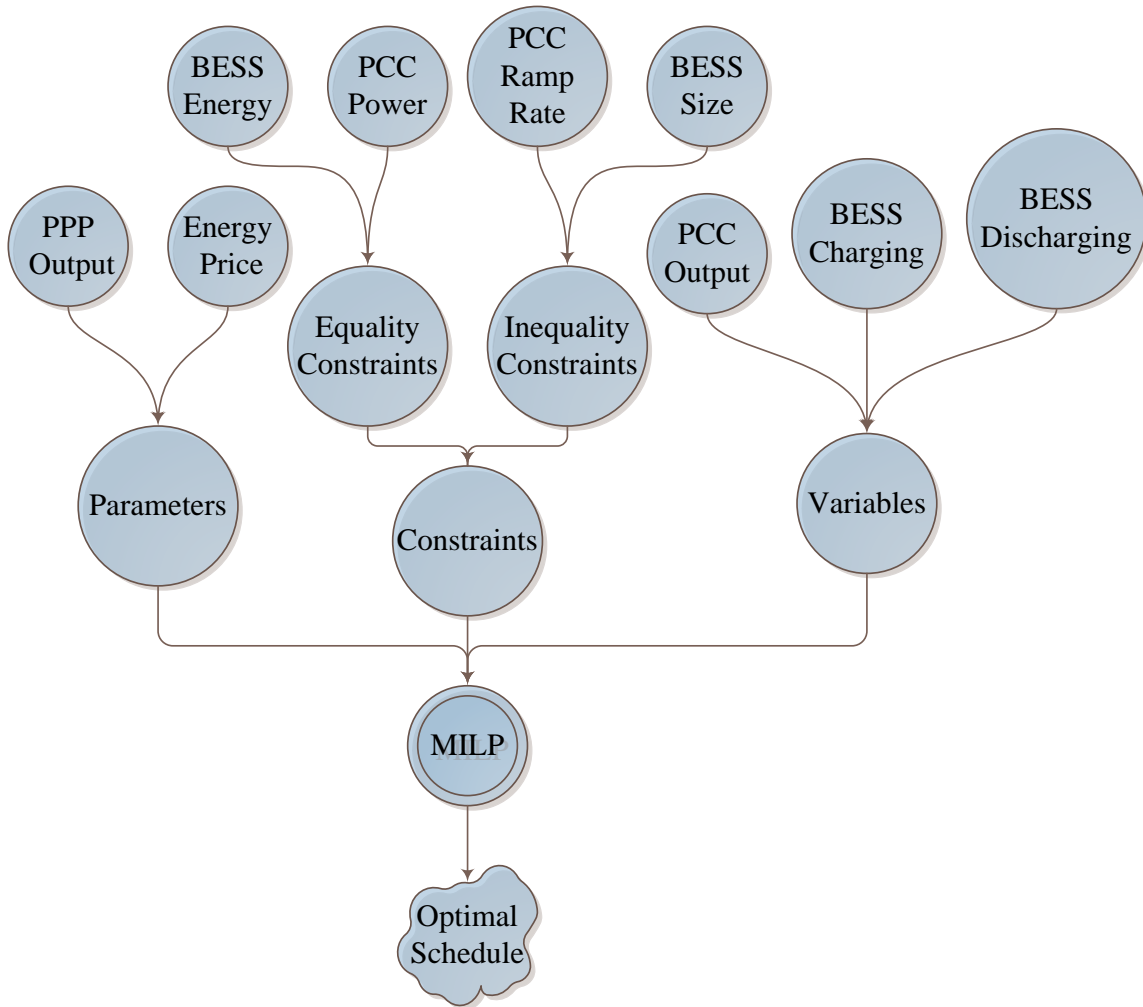 BESS
Energy
PCC
Power
PCC
Ramp
Rate
BESS
Size
PPP
Output
Energy
Price
PCC
Output
BESS
Charging
BESS
Discharging
Equality
Constraints
Inequality
Constraints
Parameters
Constraints
Variables
MILP
Optimal
Schedule